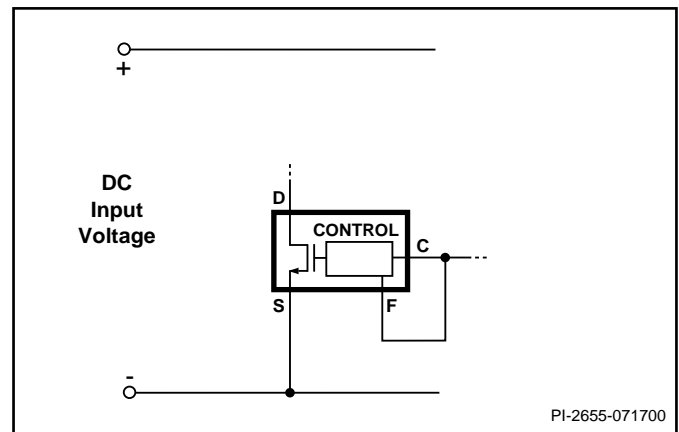 +
DC
Input
Voltage
D
CONTROL
C
S
F
-
PI-2655-071700